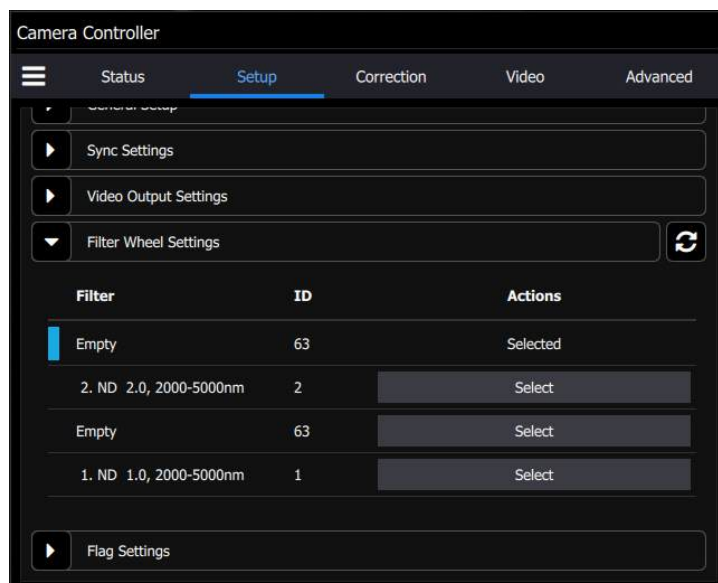 Camera Controller
Status Setup Correction Video Advanced
General Setup
Sync Settings
Video Output Settings
Filter Wheel Settings
Filter ID Actions
Empty 63 Selected
2. ND 2.0, 2000-5000nm 2 Select
Empty 63 Select
1. ND 1.0, 2000-5000nm 1 Select
Flag Settings